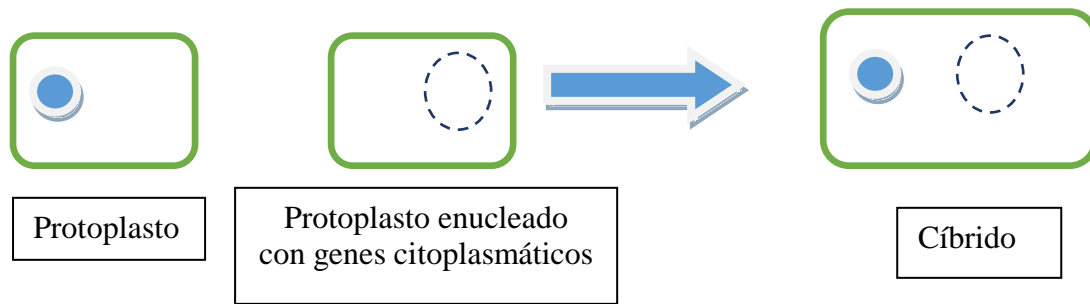 Protoplasto
Protoplasto enucleado
con genes citoplasmáticos
Cíbrido